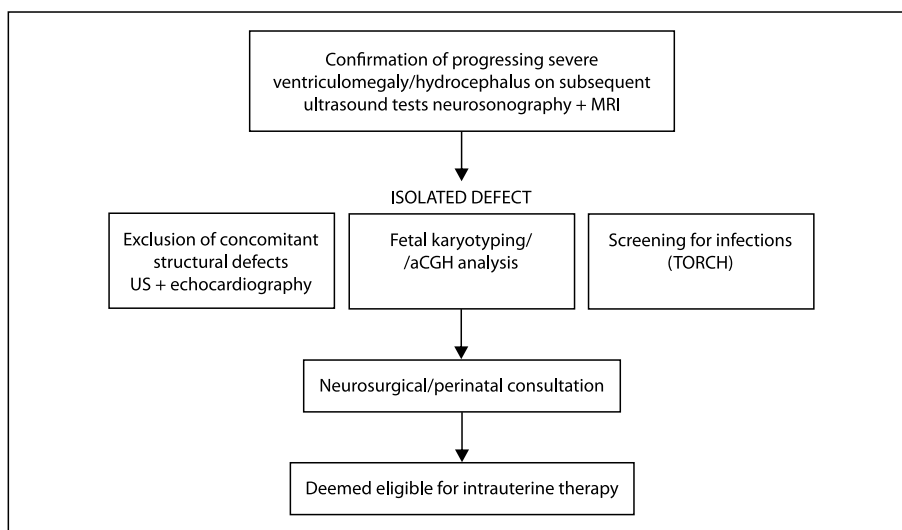 Confirmation of progressing severe
ventriculomegaly/hydrocephalus on subsequent
ultrasound tests neurosonography + MRI
ISOLATED DEFECT
Exclusion of concomitant
structural defects
US + echocardiography
Fetal karyotyping/
/aCGH analysis
Screening for infections
(TORCH)
Neurosurgical/perinatal consultation
Deemed eligible for intrauterine therapy